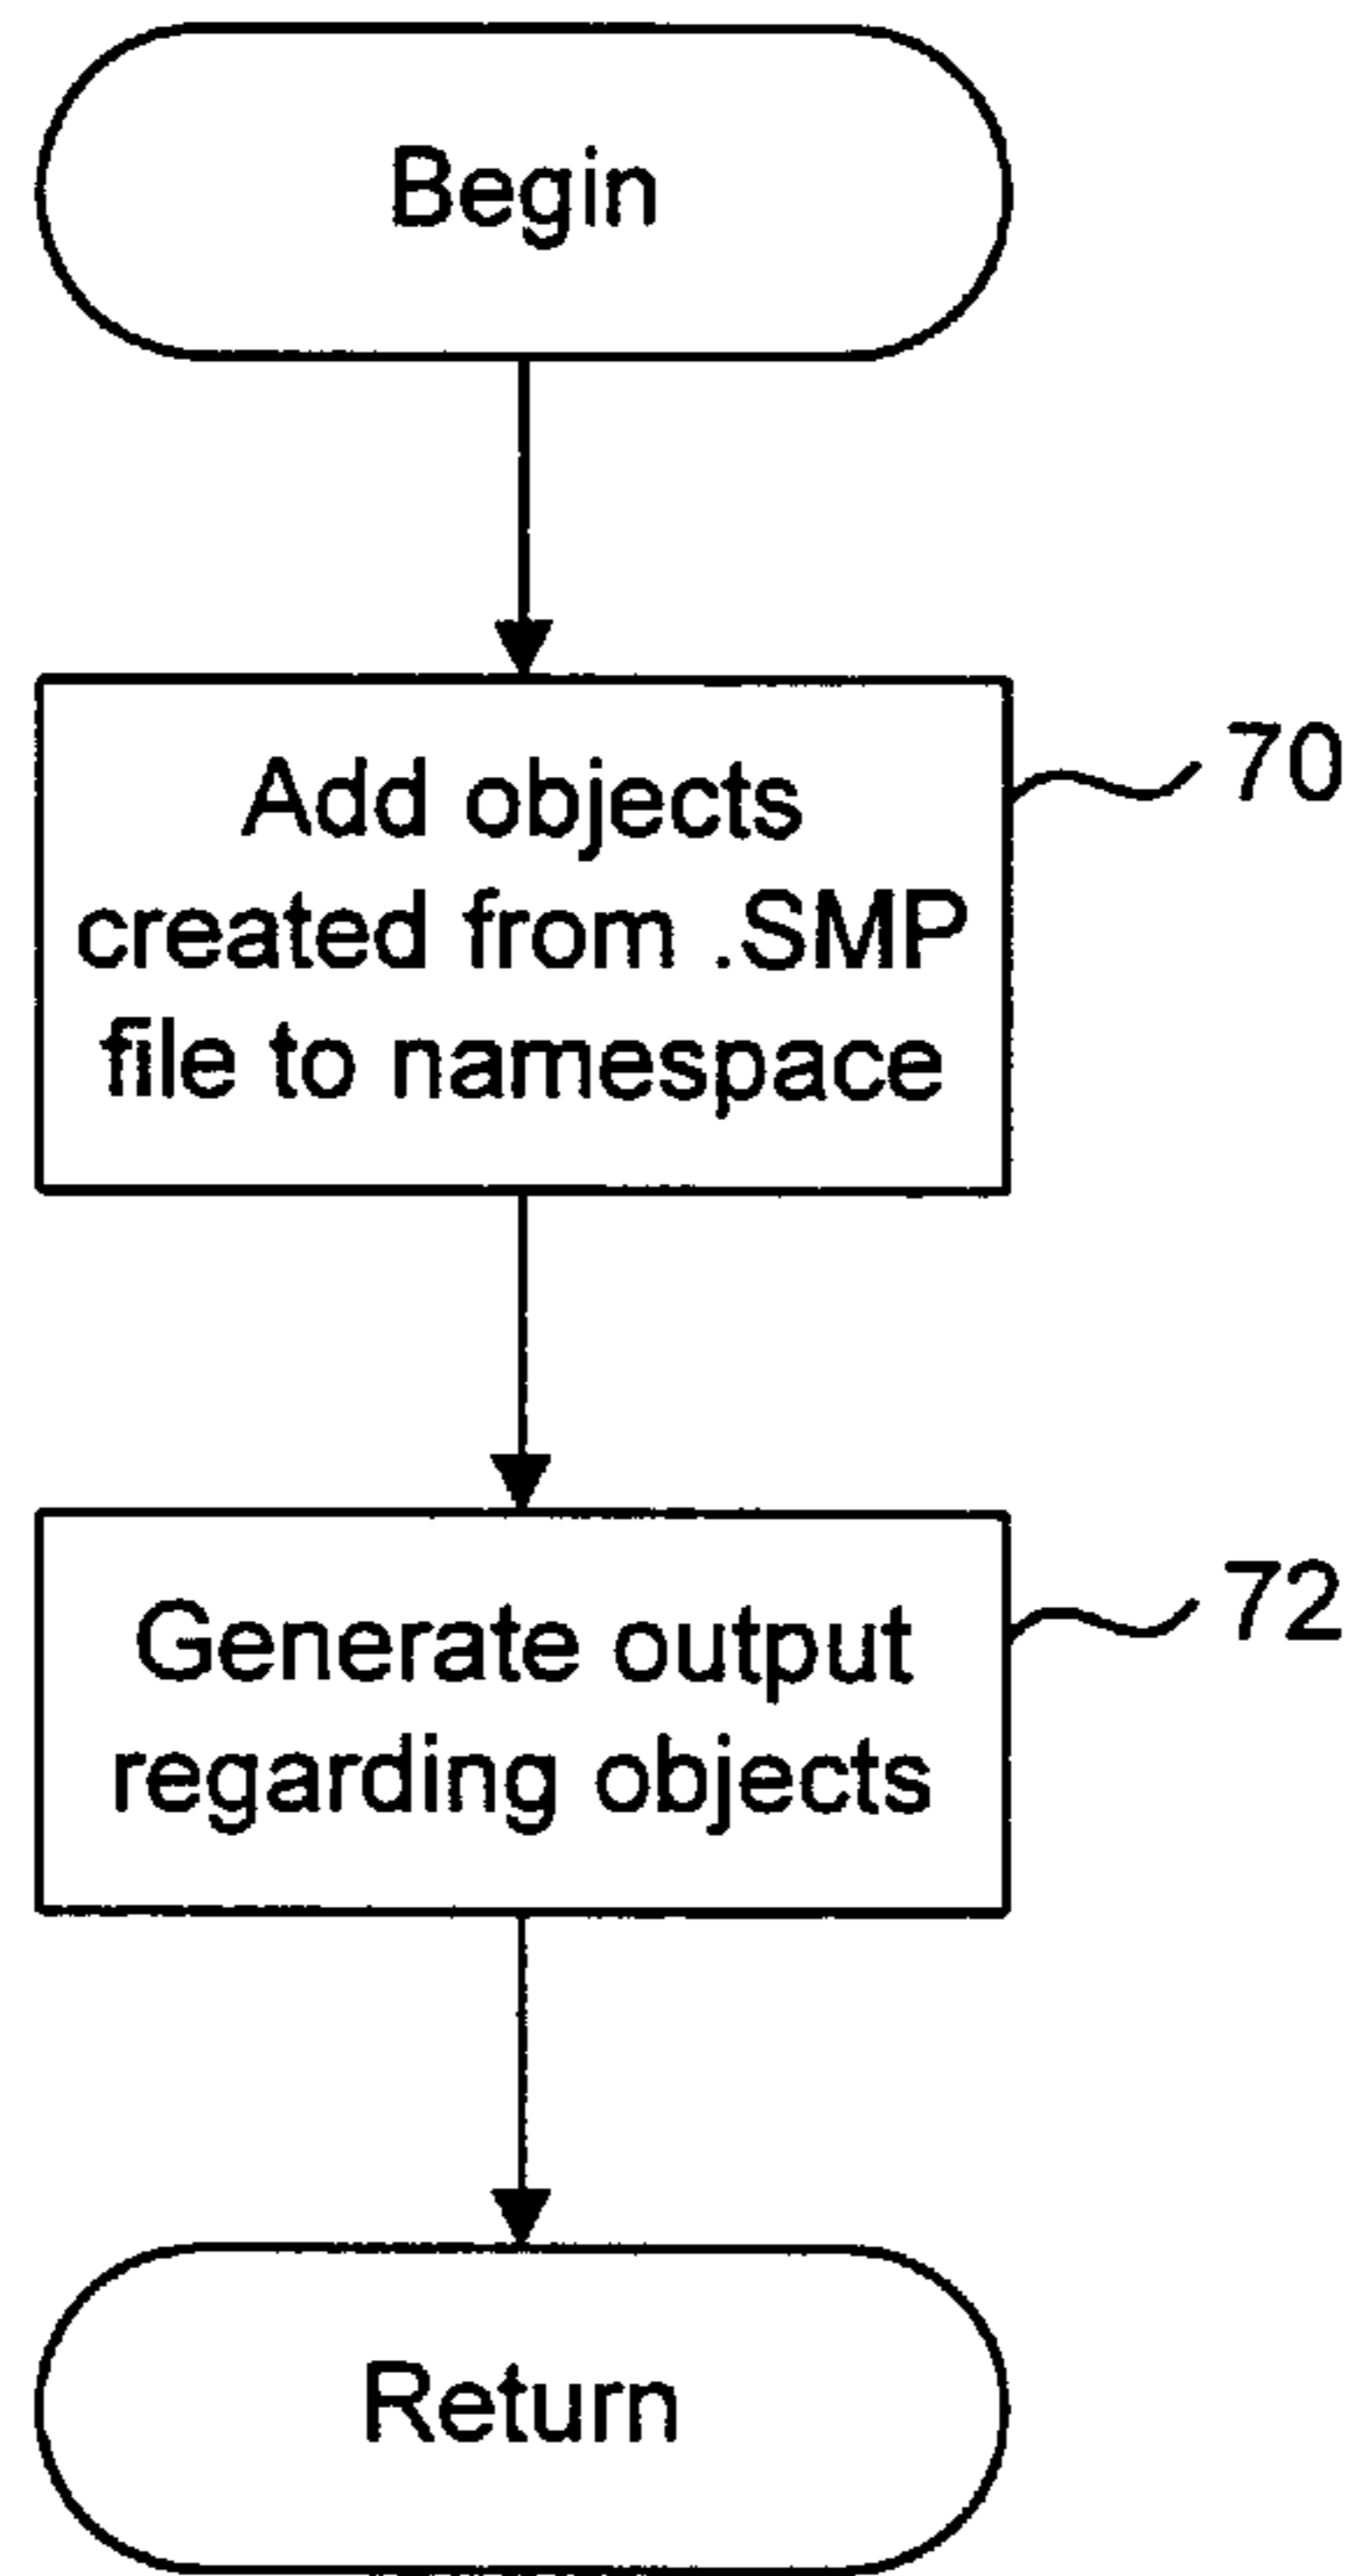 Begin
Add objects
created from .SMP
file to namespace
70
Generate output
regarding objects
72
Return